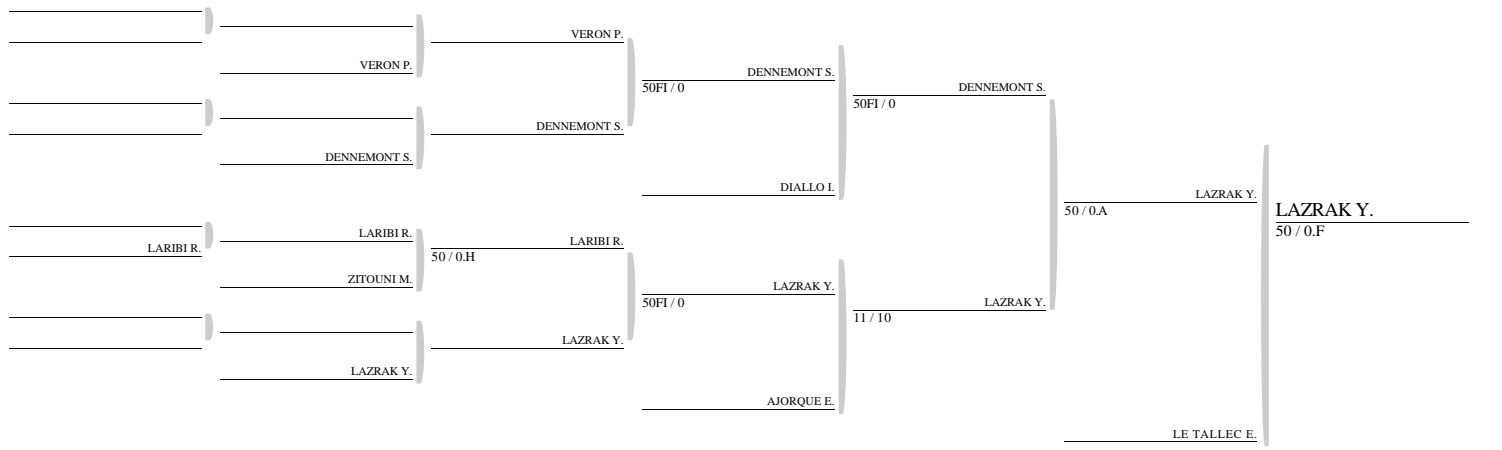 VERON P.
VERON P.
DENNEMONT S.
50FI / 0
DENNEMONT S.
50FI / 0
DENNEMONT S.
DENNEMONT S.
DIALLO I.
LAZRAK Y.
50 / 0.A
LAZRAK Y.
50 / 0.F
LARIBI R.
LARIBI R.
50 / 0.H
LARIBI R.
ZITOUNI M.
LAZRAK Y.
50FI / 0
LAZRAK Y.
11 / 10
LAZRAK Y.
LAZRAK Y.
AJORQUE E.
LE TALLEC E.